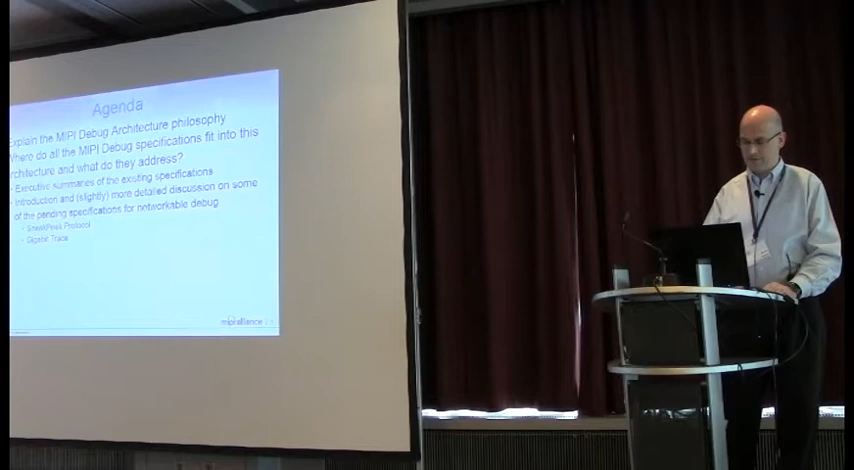 Agenda
Explain the MIPI Debug Architecture philosophy
Where do all the MIPI Debug specifications fit into this
architecture and what do they address?
• Executive summaries of the existing specifications
• Introduction and (slightly) more detailed discussion on some
of the pending specifications for networkable debug
• SneakPeek Protocol
• Gigabit Trace
mipi alliance